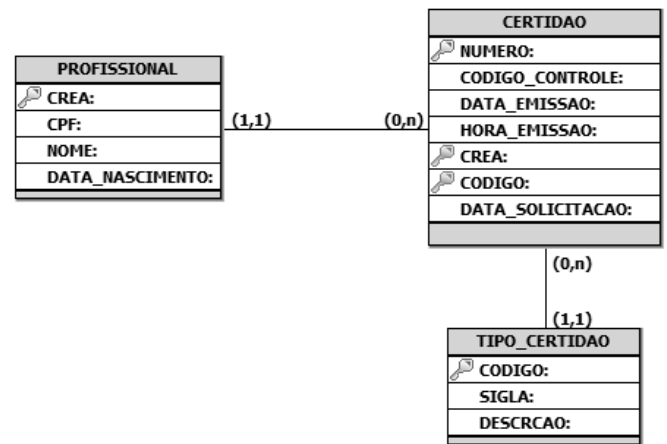 PROFISSIONAL
CREA:
CPF:
NOME:
DATA_NASCIMENTO:
(1,1)
(0,n)
CERTIDAO
NUMERO:
CODIGO_CONTROLE:
DATA_EMISSAO:
HORA_EMISSAO:
CREA:
CODIGO:
DATA_SOLICITACAO:
(0,n)
(1,1)
TIPO_CERTIDAO
CODIGO:
SIGLA:
DESCRCAO: